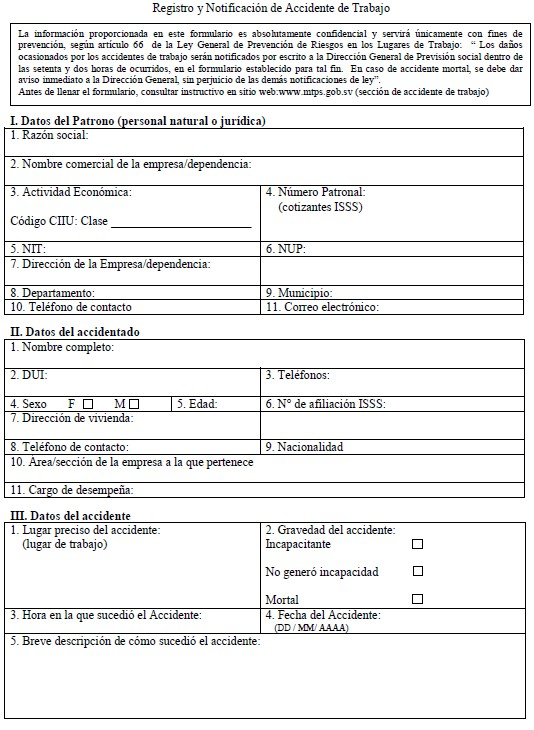 Registro y Notificación de Accidente de Trabajo
La información proporcionada en este formulario es absolutamente confidencial y servirá únicamente con fines de
prevención, según artículo 66 de la Ley General de Prevención de Riesgos en los Lugares de Trabajo: “ Los daños
ocasionados por los accidentes de trabajo serán notificados por escrito a la Dirección General de Previsión social dentro de
las setenta y dos horas de ocurridos, en el formulario establecido para tal fin. En caso de accidente mortal, se debe dar
aviso inmediato a la Dirección General, sin perjuicio de las demás notificaciones de ley”.
Antes de llenar el formulario, consultar instructivo en sitio web:www.mtps.gob.sv (sección de accidente de trabajo)
I. Datos del Patrono (personal natural o jurídica)
1. Razón social:
2. Nombre comercial de la empresa/dependencia:
3. Actividad Económica:
Código CIIU: Clase ____________________
4. Número Patronal:
(cotizantes ISSS)
5. NIT:
6. NUP:
7. Dirección de la Empresa/dependencia:
8. Departamento:
9. Municipio:
10. Teléfono de contacto
11. Correo electrónico:
II. Datos del accidentado
1. Nombre completo:
2. DUI:
3. Teléfonos:
4. Sexo F ☐ M ☐
5. Edad:
6. N° de afiliación ISSS:
7. Dirección de vivienda:
8. Teléfono de contacto:
9. Nacionalidad
10. Area/sección de la empresa a la que pertenece
11. Cargo de desempeña:
III. Datos del accidente
1. Lugar preciso del accidente:
(lugar de trabajo)
2. Gravedad del accidente:
Incapacitante ☐
No generó incapacidad ☐
Mortal ☐
3. Hora en la que sucedió el Accidente:
4. Fecha del Accidente:
(DD / MM/ AAAA)
5. Breve descripción de cómo sucedió el accidente: